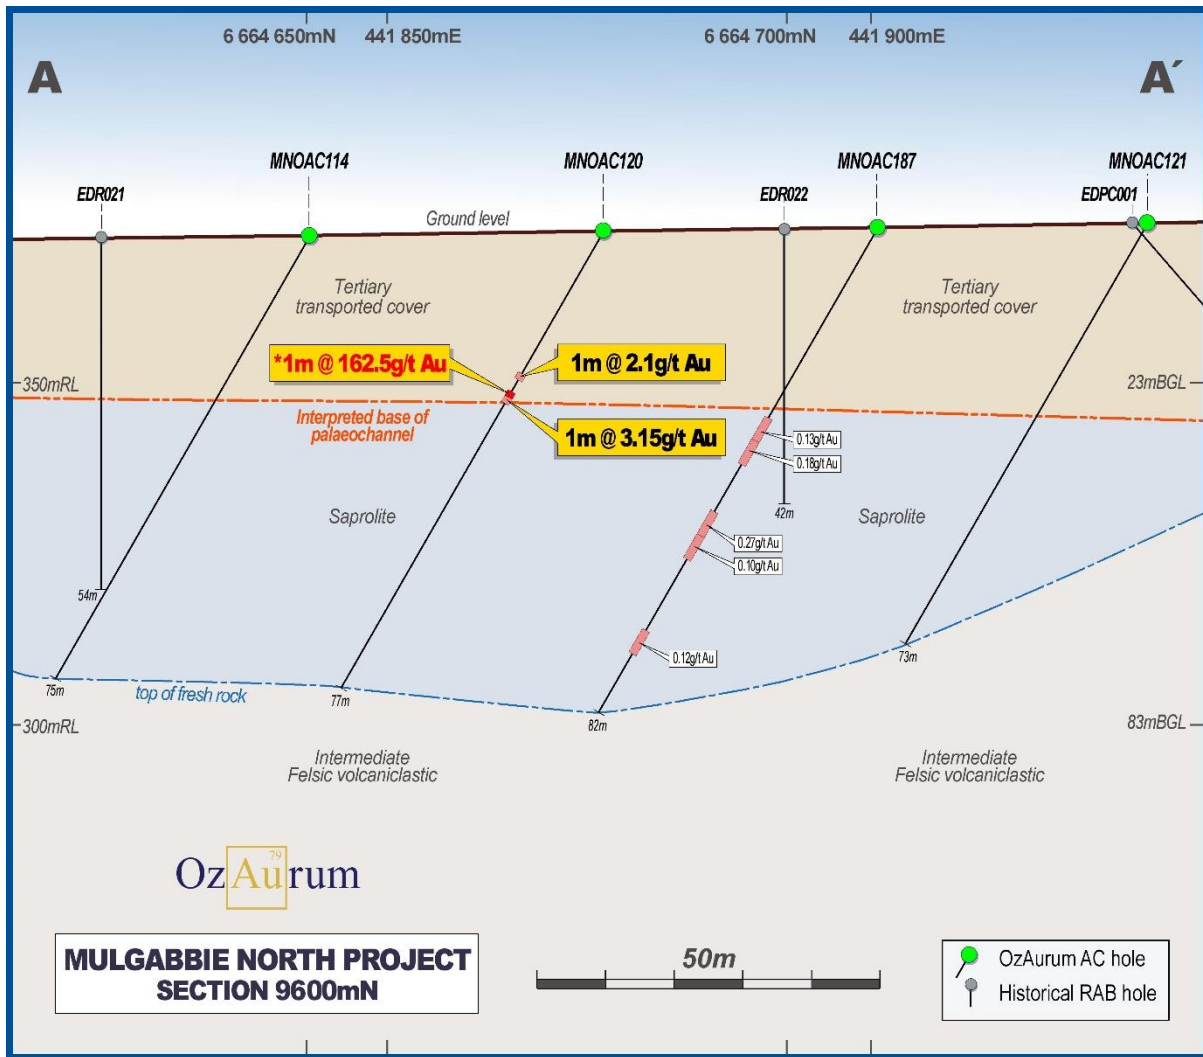 6 664 650mN 441 850mE 6 664 700mN 441 900mE
A A´
MNOAC114 MNOAC120 MNOAC187 MNOAC121
EDR021 EDR022 EDPC001
Ground level
Tertiary
transported cover
Tertiary
transported cover
*1m @ 162.5g/t Au
1m @ 2.1g/t Au
350mRL
23mBGL
Interpreted base of
palaeochannel
1m @ 3.15g/t Au
0.13g/t Au
0.18g/t Au
Saprolite
42m
Saprolite
0.27g/t Au
0.10g/t Au
54m
0.12g/t Au
73m
75m
top of fresh rock
77m
82m
300mRL
83mBGL
Intermediate
Felsic volcaniclastic
Intermediate
Felsic volcaniclastic
79
OzAurum
MULGABBIE NORTH PROJECT
SECTION 9600mN
50m
OzAurum AC hole
Historical RAB hole